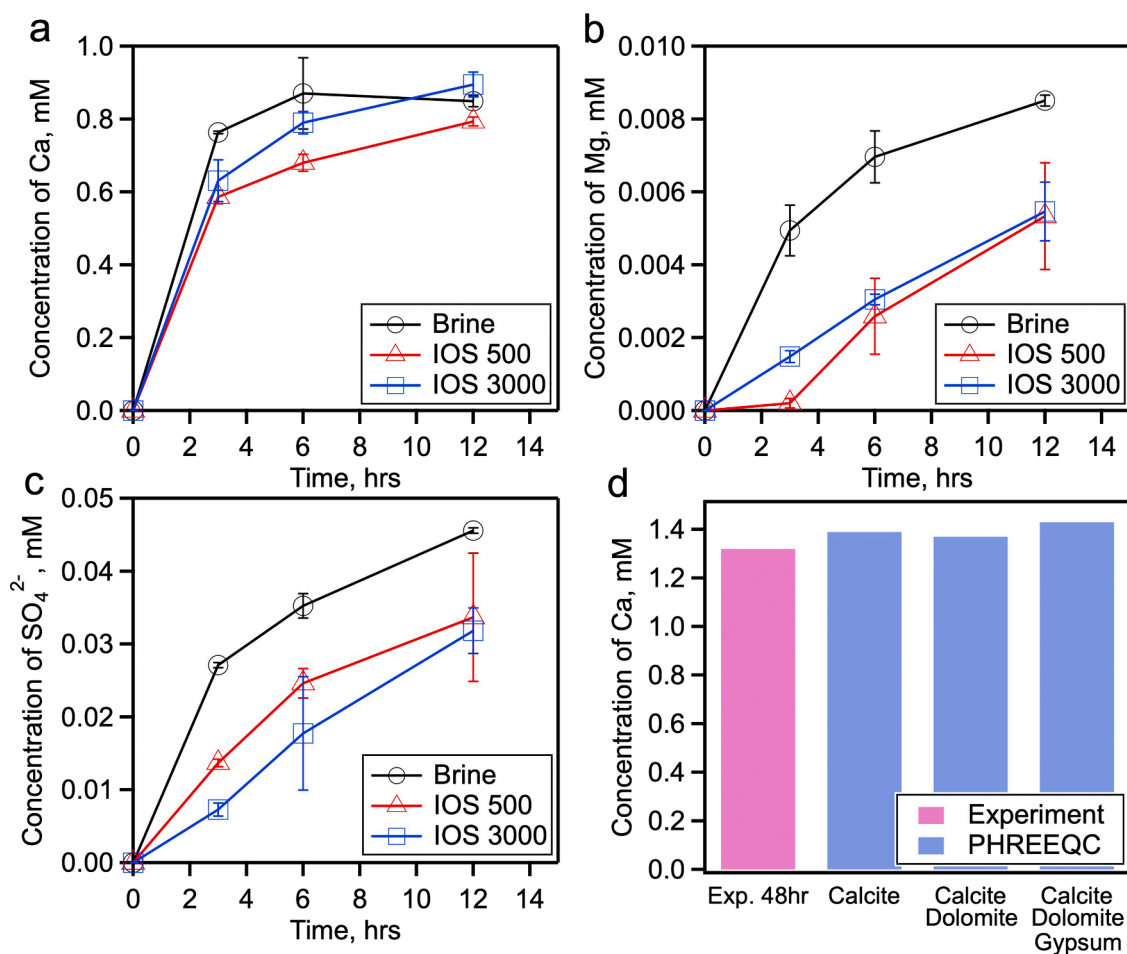 a
Concentration of Ca, mM
1.0
0.8
0.6
0.4
0.2
0.0
0 2 4 6 8 10 12 14
Time, hrs
Brine
IOS 500
IOS 3000
b
Concentration of Mg, mM
0.010
0.008
0.006
0.004
0.002
0.000
0 2 4 6 8 10 12 14
Time, hrs
Brine
IOS 500
IOS 3000
c
Concentration of SO₄²⁻, mM
0.05
0.04
0.03
0.02
0.01
0.00
0 2 4 6 8 10 12 14
Time, hrs
Brine
IOS 500
IOS 3000
d
Concentration of Ca, mM
1.4
1.2
1.0
0.8
0.6
0.4
0.2
0.0
Experiment
PHREEQC
Exp. 48hr
Calcite
Calcite
Dolomite
Calcite
Dolomite
Gypsum